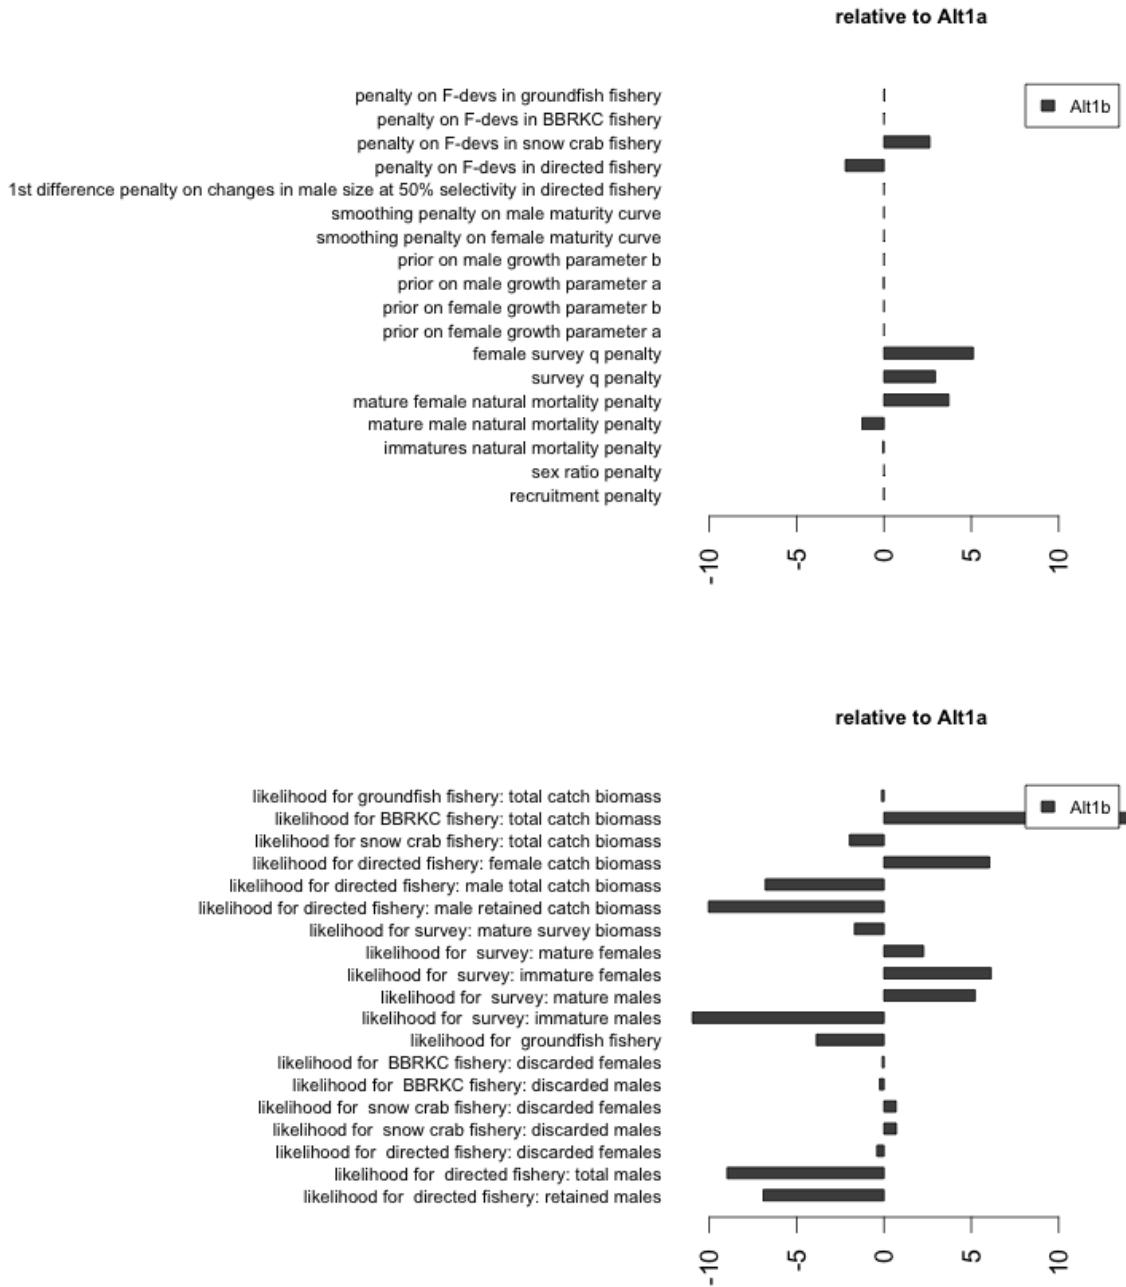 relative to Alt1a
Alt1b
penalty on F-devs in groundfish fishery
penalty on F-devs in BBRKC fishery
penalty on F-devs in snow crab fishery
penalty on F-devs in directed fishery
1st difference penalty on changes in male size at 50% selectivity in directed fishery
smoothing penalty on male maturity curve
smoothing penalty on female maturity curve
prior on male growth parameter b
prior on male growth parameter a
prior on female growth parameter b
prior on female growth parameter a
female survey q penalty
survey q penalty
mature female natural mortality penalty
mature male natural mortality penalty
immatures natural mortality penalty
sex ratio penalty
recruitment penalty
-10 -5 0 5 10
relative to Alt1a
Alt1b
likelihood for groundfish fishery: total catch biomass
likelihood for BBRKC fishery: total catch biomass
likelihood for snow crab fishery: total catch biomass
likelihood for directed fishery: female catch biomass
likelihood for directed fishery: male total catch biomass
likelihood for directed fishery: male retained catch biomass
likelihood for survey: mature survey biomass
likelihood for survey: mature females
likelihood for survey: immature females
likelihood for survey: mature males
likelihood for survey: immature males
likelihood for groundfish fishery
likelihood for BBRKC fishery: discarded females
likelihood for BBRKC fishery: discarded males
likelihood for snow crab fishery: discarded females
likelihood for snow crab fishery: discarded males
likelihood for directed fishery: discarded females
likelihood for directed fishery: total males
likelihood for directed fishery: retained males
-10 -5 0 5 10